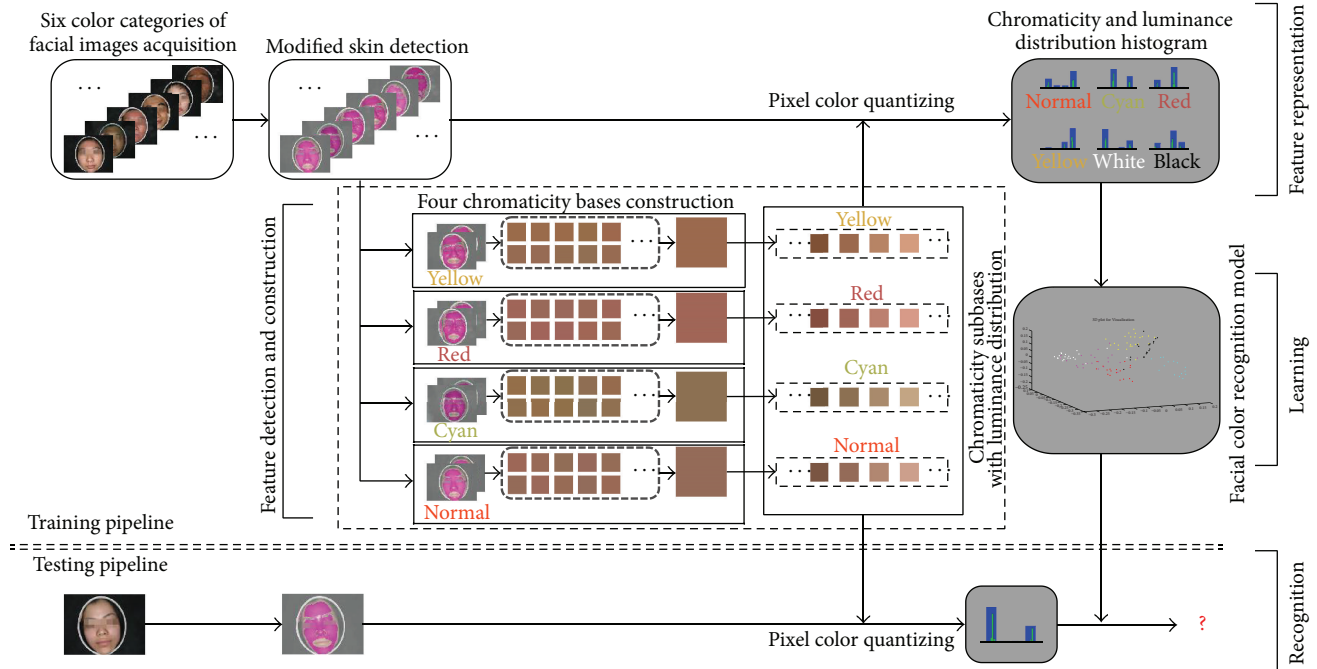 Six color categories of
facial images acquisition
Modified skin detection
Chromaticity and luminance
distribution histogram
Pixel color quantizing
Normal Cyan Red
Yellow White Black
Feature representation
Four chromaticity bases construction
Feature detection and construction
Yellow
Red
Cyan
Normal
Yellow
Red
Cyan
Normal
Chromaticity subbases
with luminance distribution
Facial color recognition model
Learning
Training pipeline
Testing pipeline
Pixel color quantizing
?
Recognition